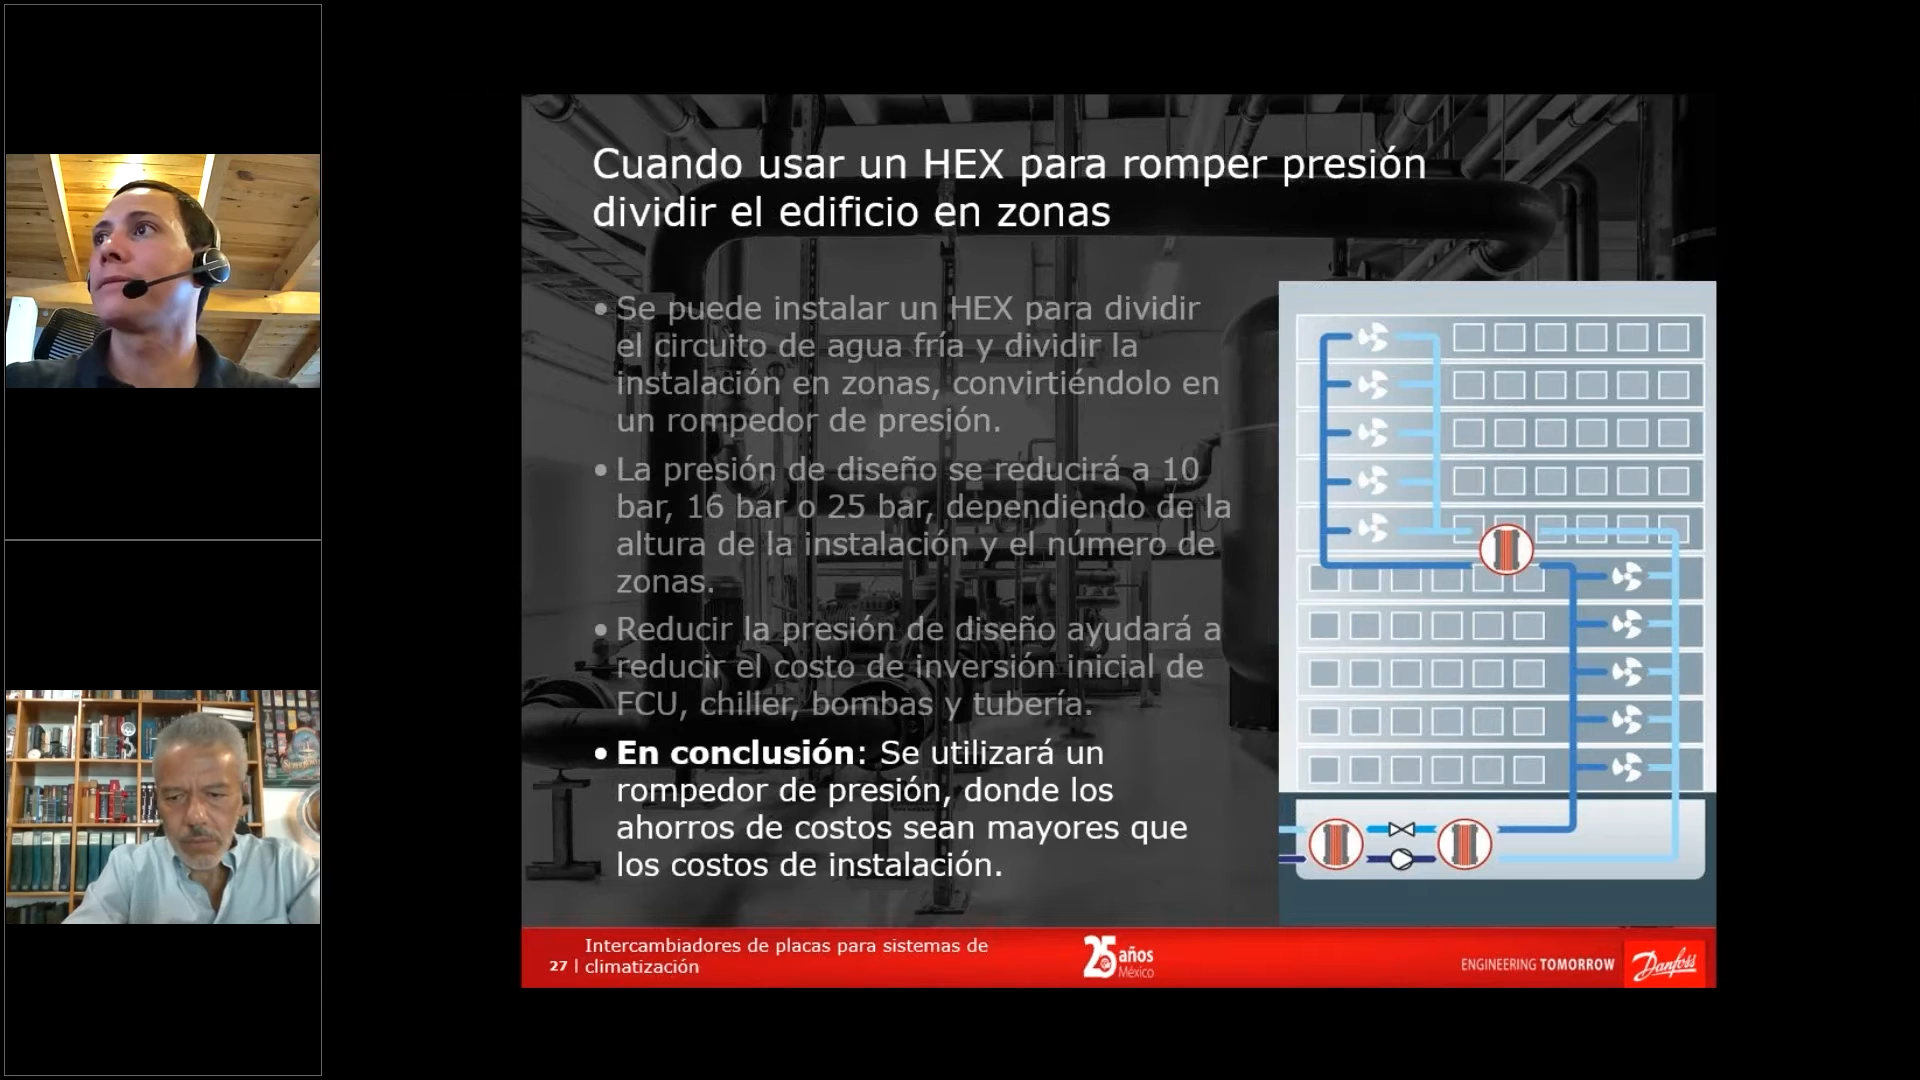 Cuando usar un HEX para romper presión
dividir el edificio en zonas
• Se puede instalar un HEX para dividir
el circuito de agua fría y dividir la
instalación en zonas, convirtiéndolo en
un rompedor de presión.
• La presión de diseño se reducirá a 10
bar, 16 bar o 25 bar, dependiendo de la
altura de la instalación y el número de
zonas.
• Reducir la presión de diseño ayudará a
reducir el costo de inversión inicial de
FCU, chiller, bombas y tubería.
• En conclusión: Se utilizará un
rompedor de presión, donde los
ahorros de costos sean mayores que
los costos de instalación.
27 | Intercambiadores de placas para sistemas de
climatización
25 años
México
ENGINEERING TOMORROW
Danfoss